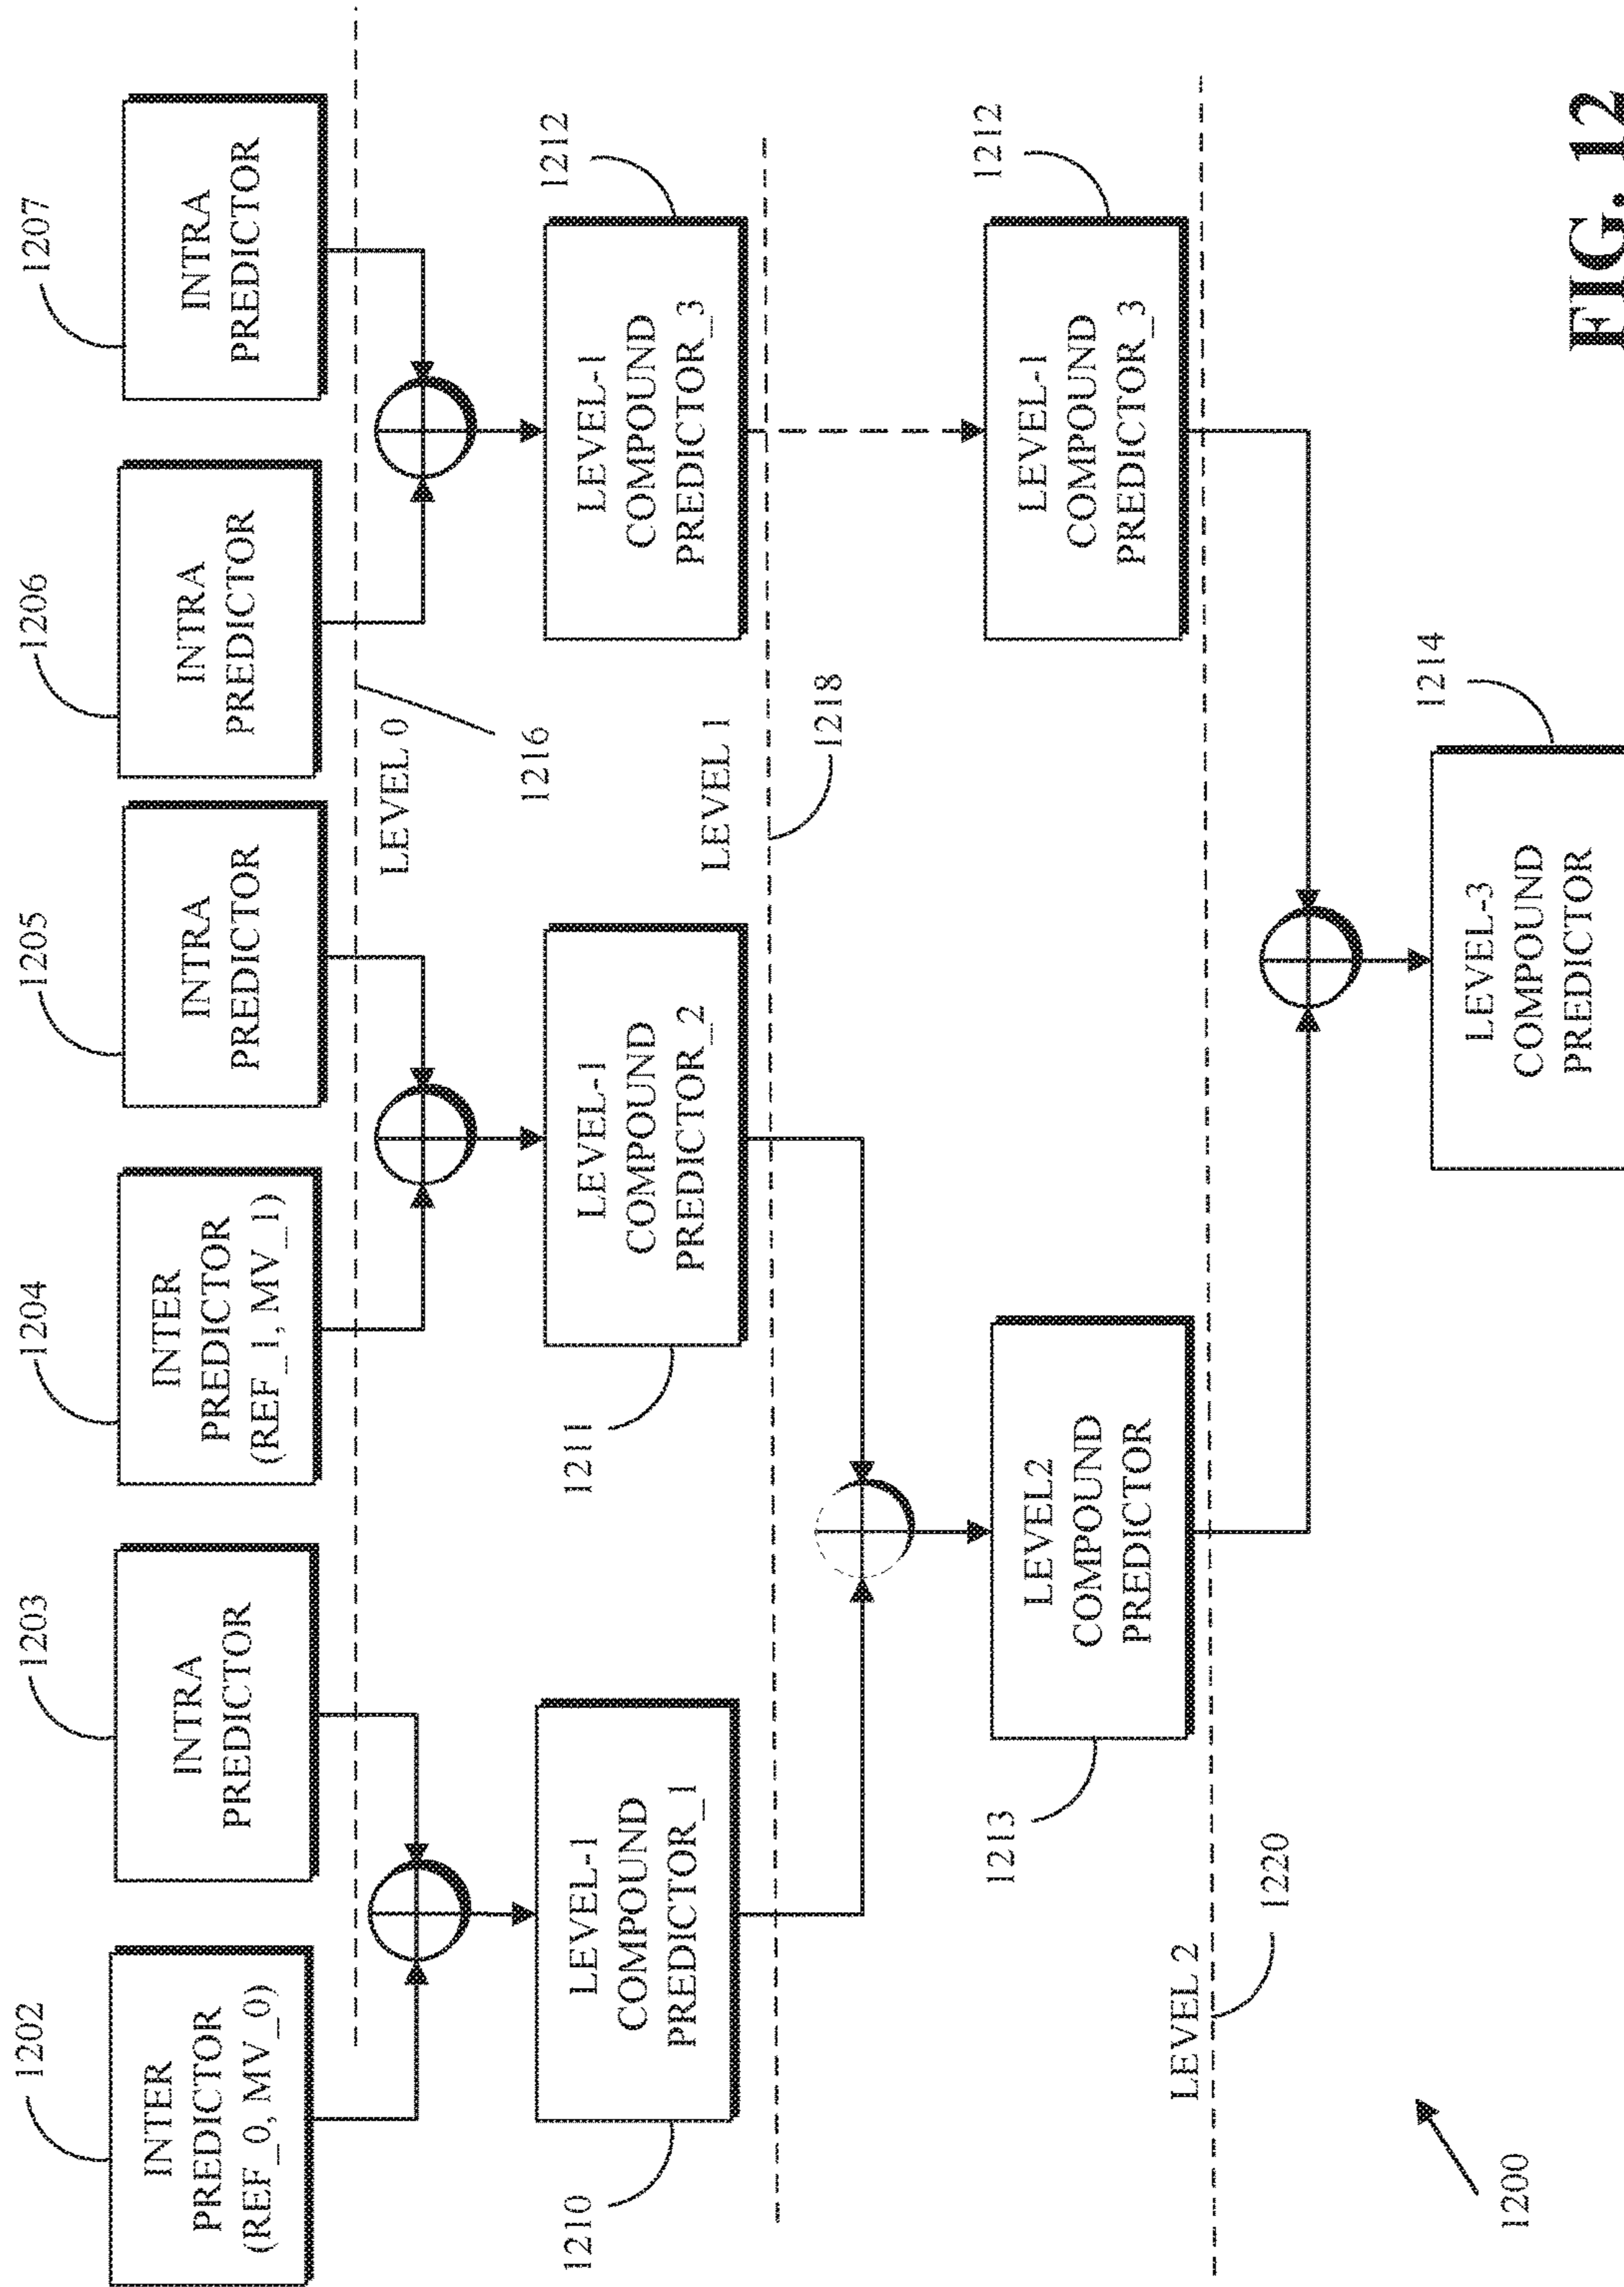 1202
1203
1204
1205
1206
1207
INTER
PREDICTOR
(REF_0, MV_0)
INTRA
PREDICTOR
INTER
PREDICTOR
(REF_1, MV_1)
INTRA
PREDICTOR
INTRA
PREDICTOR
INTRA
PREDICTOR
LEVEL 0
1216
1210
LEVEL-1
COMPOUND
PREDICTOR_1
1211
LEVEL-1
COMPOUND
PREDICTOR_2
LEVEL-1
COMPOUND
PREDICTOR_3
1212
LEVEL 1
1218
1213
LEVEL2
COMPOUND
PREDICTOR
LEVEL-1
COMPOUND
PREDICTOR_3
1212
LEVEL 2
1220
LEVEL-3
COMPOUND
PREDICTOR
1214
1200
FIG. 12